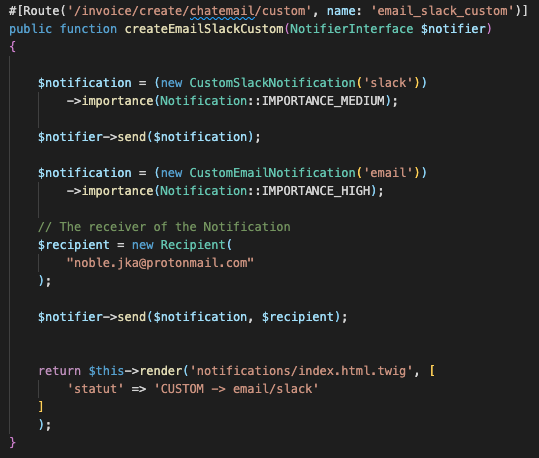 #[Route('/invoice/create/chatemail/custom', name: 'email_slack_custom')]
public function createEmailSlackCustom(NotifierInterface $notifier)
{
$notification = (new CustomSlackNotification('slack'))
->importance(Notification::IMPORTANCE_MEDIUM);
$notifier->send($notification);
$notification = (new CustomEmailNotification('email'))
->importance(Notification::IMPORTANCE_HIGH);
// The receiver of the Notification
$recipient = new Recipient(
"noble.jka@protonmail.com"
);
$notifier->send($notification, $recipient);
return $this->render('notifications/index.html.twig', [
'statut' => 'CUSTOM -> email/slack'
]
);
}